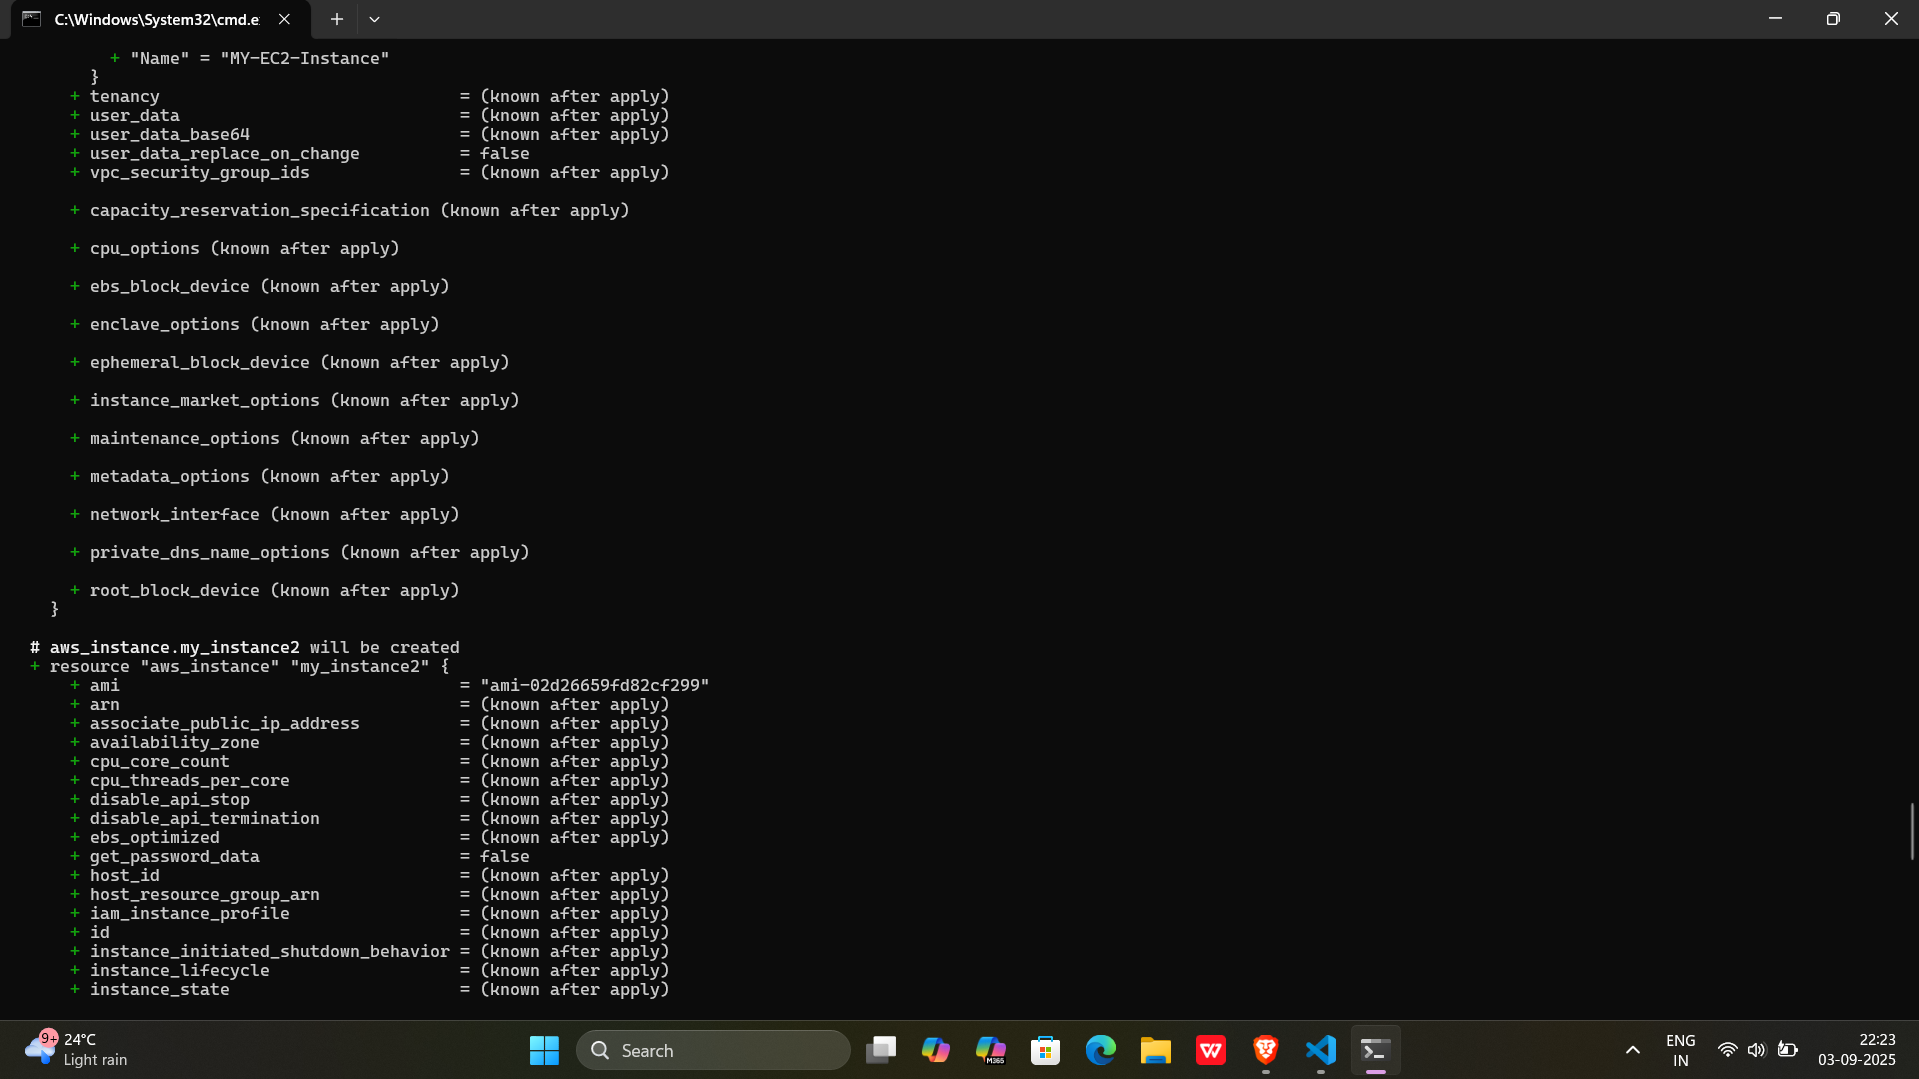 C:\Windows\System32\cmd.e
+ "Name" = "MY-EC2-Instance"
}
+ tenancy = (known after apply)
+ user_data = (known after apply)
+ user_data_base64 = (known after apply)
+ user_data_replace_on_change = false
+ vpc_security_group_ids = (known after apply)
+ capacity_reservation_specification (known after apply)
+ cpu_options (known after apply)
+ ebs_block_device (known after apply)
+ enclave_options (known after apply)
+ ephemeral_block_device (known after apply)
+ instance_market_options (known after apply)
+ maintenance_options (known after apply)
+ metadata_options (known after apply)
+ network_interface (known after apply)
+ private_dns_name_options (known after apply)
+ root_block_device (known after apply)
}
# aws_instance.my_instance2 will be created
+ resource "aws_instance" "my_instance2" {
+ ami = "ami-02d26659fd82cf299"
+ arn = (known after apply)
+ associate_public_ip_address = (known after apply)
+ availability_zone = (known after apply)
+ cpu_core_count = (known after apply)
+ cpu_threads_per_core = (known after apply)
+ disable_api_stop = (known after apply)
+ disable_api_termination = (known after apply)
+ ebs_optimized = (known after apply)
+ get_password_data = false
+ host_id = (known after apply)
+ host_resource_group_arn = (known after apply)
+ iam_instance_profile = (known after apply)
+ id = (known after apply)
+ instance_initiated_shutdown_behavior = (known after apply)
+ instance_lifecycle = (known after apply)
+ instance_state = (known after apply)
9+
24°C
Light rain
Search
M365
W
ENG
IN
22:23
03-09-2025